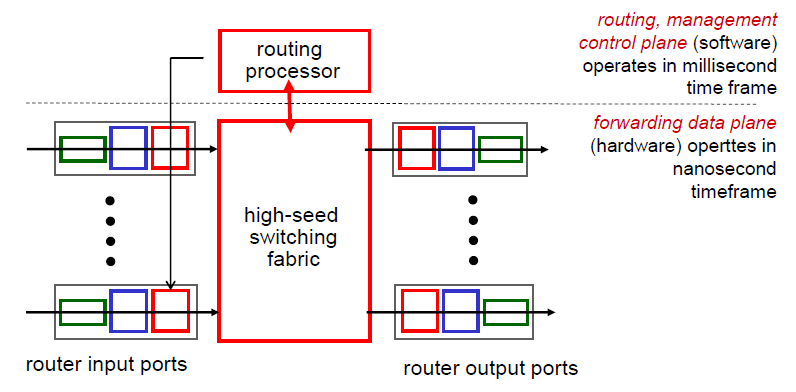 routing
processor
routing, management
control plane (software)
operates in millisecond
time frame
forwarding data plane
(hardware) operttes in
nanosecond
timeframe
high-seed
switching
fabric
router input ports
router output ports